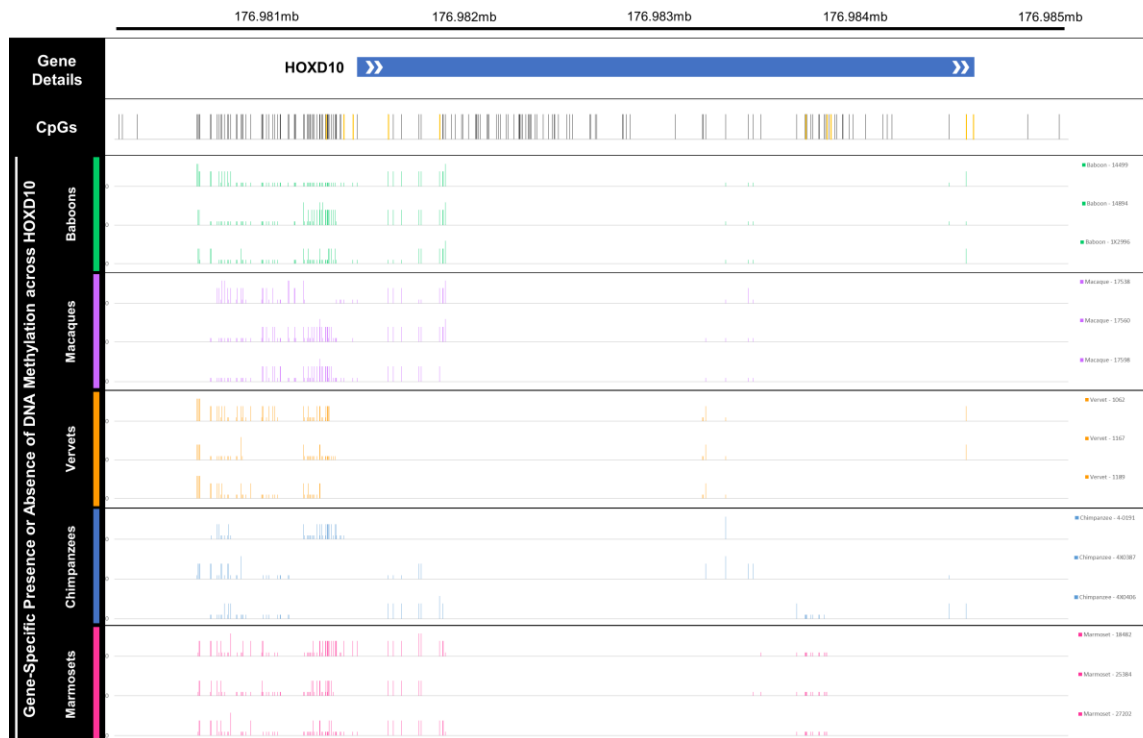 176.981mb 176.982mb 176.983mb 176.984mb 176.985mb
Gene
Details
HOXD10
CpGs
Gene-Specific Presence or Absence of DNA Methylation across HOXD10
Baboons
Baboon - 14499
Baboon - 14894
Baboon - 1X2996
Macaques
Macaque - 17538
Macaque - 17560
Macaque - 17598
Vervets
Vervet - 1062
Vervet - 1167
Vervet - 1189
Chimpanzees
Chimpanzee - 4X0387
Chimpanzee - 4X0406
Marmosets
Marmoset - 18482
Marmoset - 25384
Marmoset - 27202